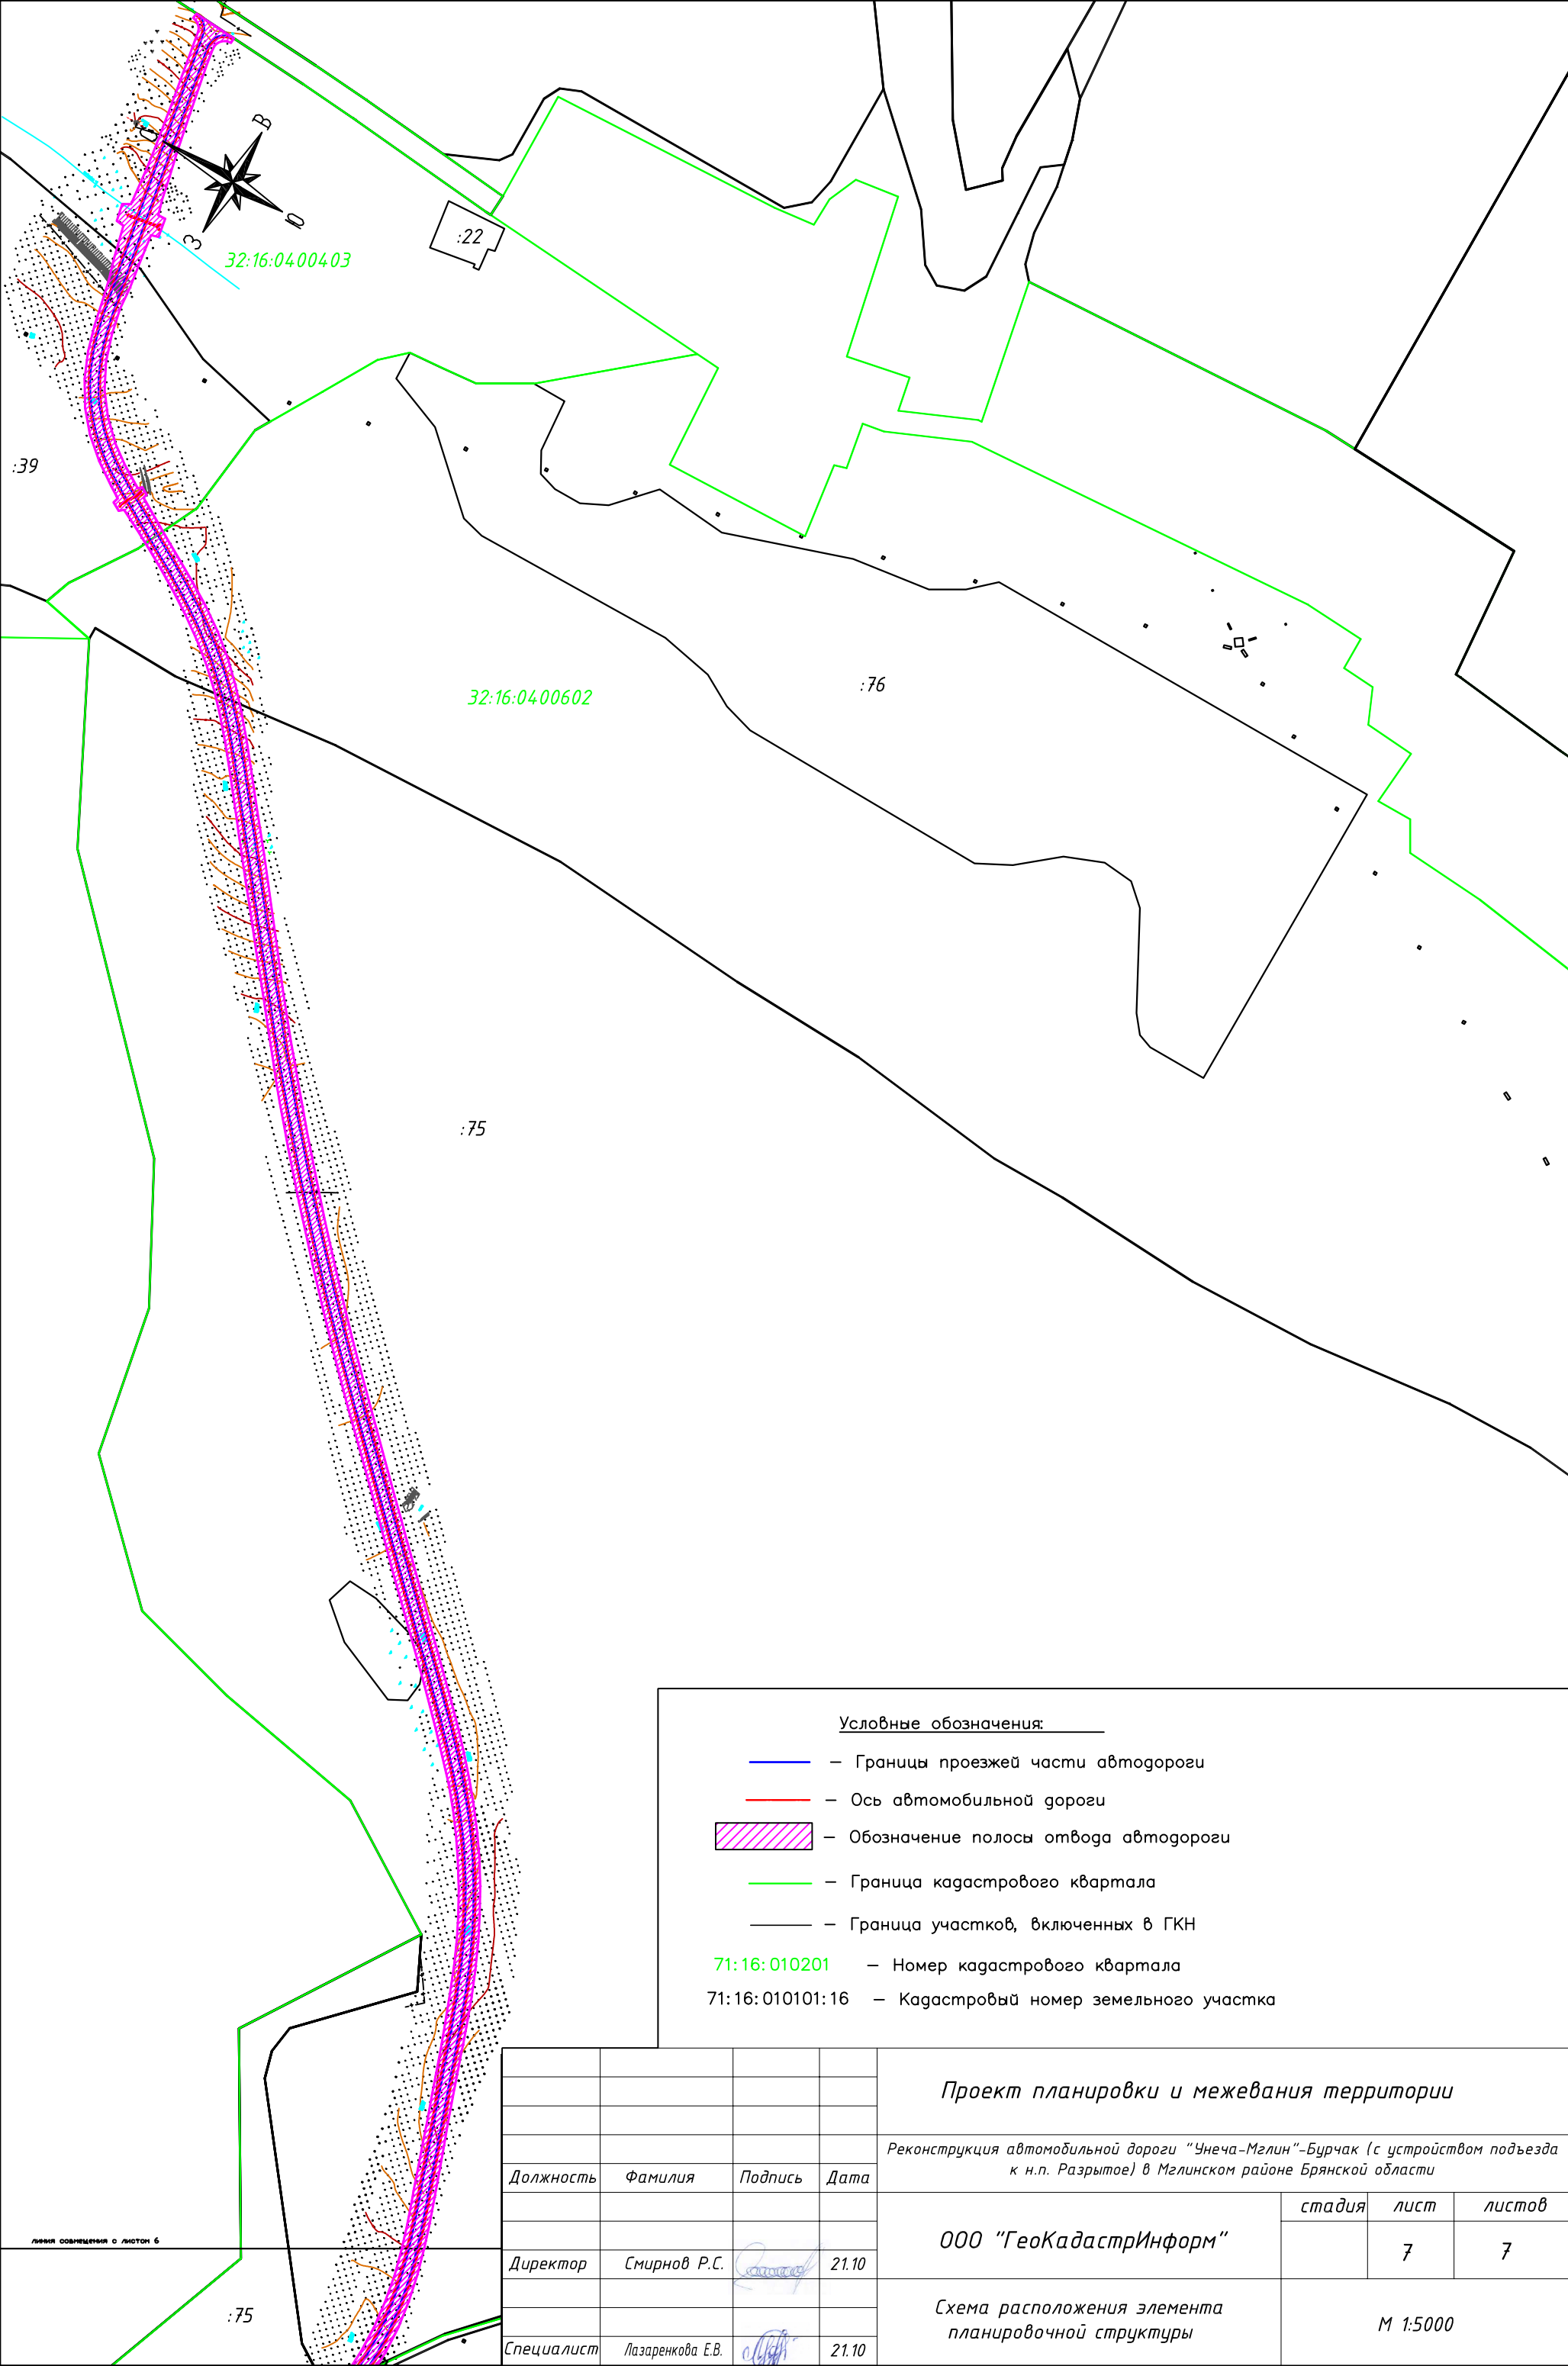 В
Ю
З
:22
32:16:0400403
:39
:76
32:16:0400602
:75
Условные обозначения:
– Границы проезжей части автодороги
– Ось автомобильной дороги
– Обозначение полосы отвода автодороги
– Граница кадастрового квартала
– Граница участков, включенных в ГКН
71:16:010201 – Номер кадастрового квартала
71:16:010101:16 – Кадастровый номер земельного участка
Проект планировки и межевания территории
Реконструкция автомобильной дороги "Унеча-Мглин"-Бурчак (с устройством подъезда
к н.п. Разрытое) в Мглинском районе Брянской области
Должность Фамилия Подпись Дата
стадия лист листов
ООО "ГеоКадастрИнформ"
7 7
Директор Смирнов Р.С. 21.10
линия совмещения с листом 6
:75
Схема расположения элемента
планировочной структуры
М 1:5000
Специалист Лазаренкова Е.В. 21.10